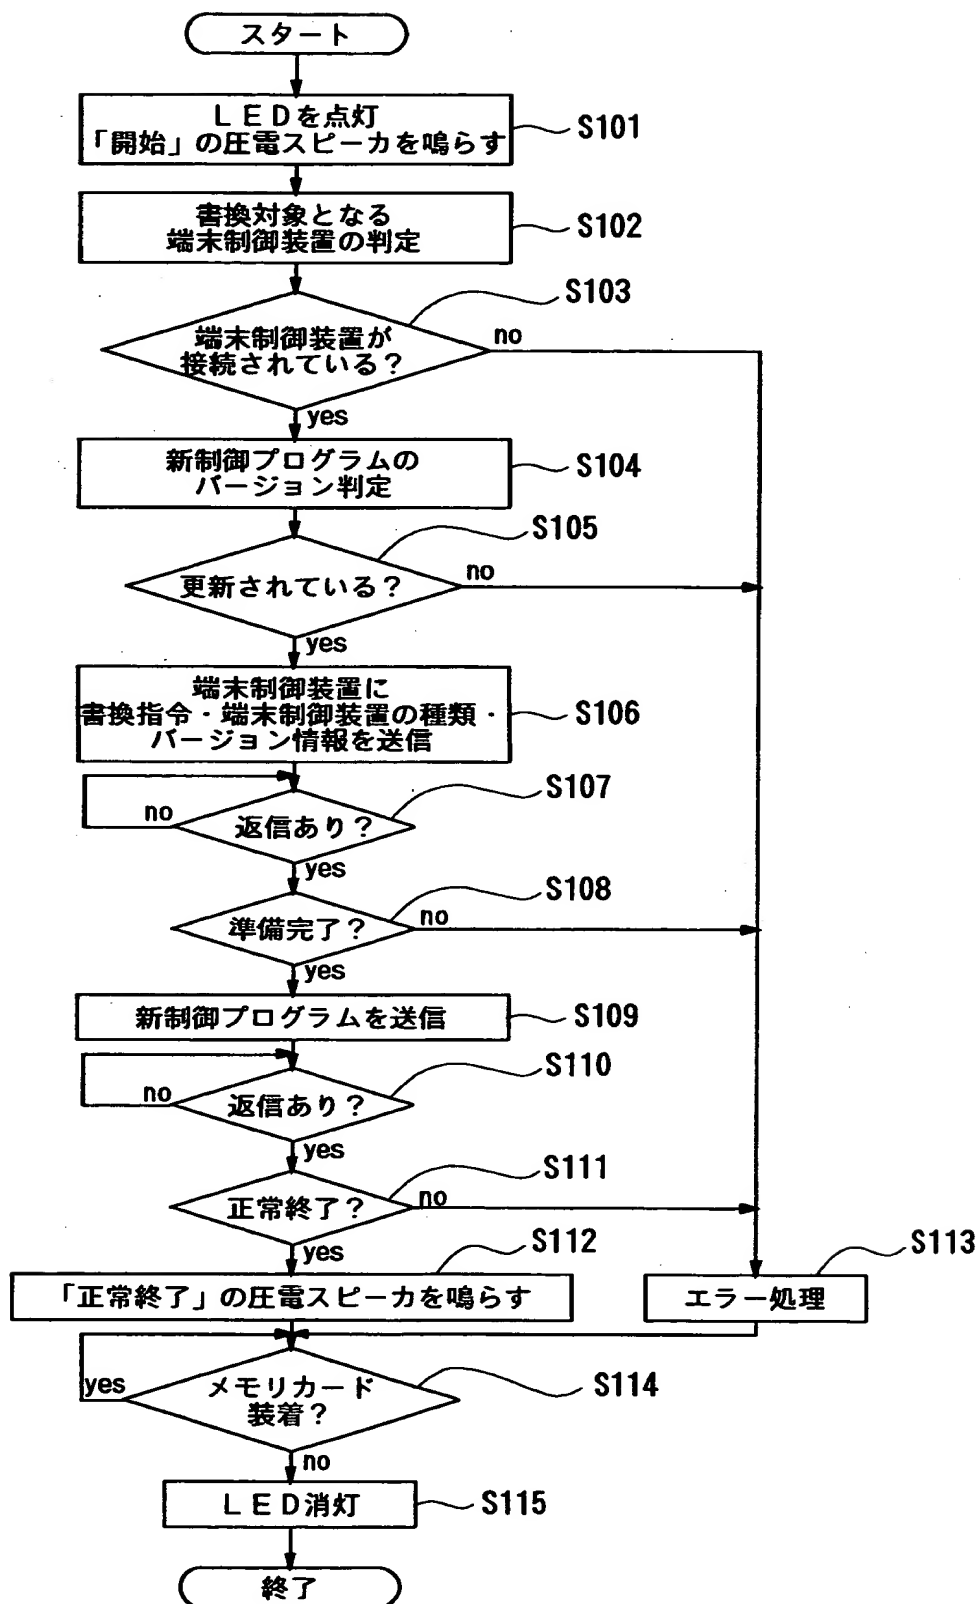 スタート
LEDを点灯
「開始」の圧電スピーカを鳴らす
S101
書換対象となる
端末制御装置の判定
S102
S103
端末制御装置が
接続されている?
no
yes
新制御プログラムの
バージョン判定
S104
S105
更新されている?
no
yes
端末制御装置に
書換指令・端末制御装置の種類・
バージョン情報を送信
S106
S107
no
返信あり?
yes
S108
準備完了?
no
yes
新制御プログラムを送信
S109
S110
no
返信あり?
yes
S111
正常終了?
no
yes
S112
S113
「正常終了」の圧電スピーカを鳴らす
エラー処理
yes
メモリカード
装着?
S114
no
LED消灯
S115
終了